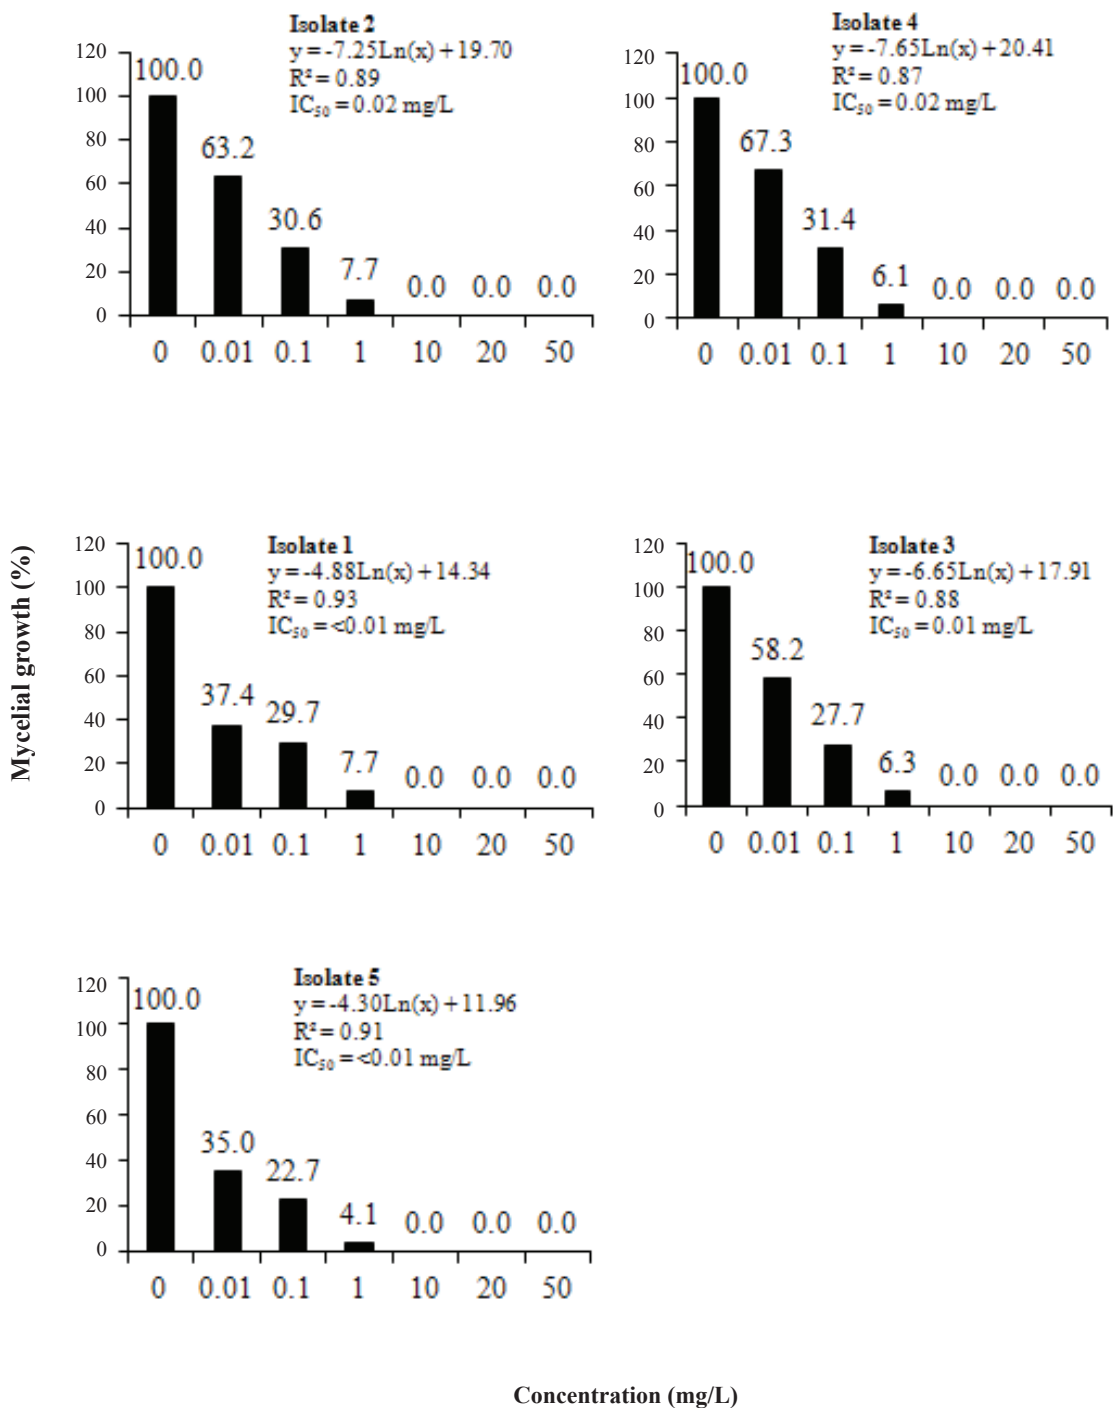 Isolate 2
y = -7.25Ln(x) + 19.70
R² = 0.89
IC₅₀ = 0.02 mg/L
120
100
80
60
40
20
0
100.0
63.2
30.6
7.7
0.0 0.0 0.0
0 0.01 0.1 1 10 20 50
Isolate 4
y = -7.65Ln(x) + 20.41
R² = 0.87
IC₅₀ = 0.02 mg/L
120
100
80
60
40
20
0
100.0
67.3
31.4
6.1
0.0 0.0 0.0
0 0.01 0.1 1 10 20 50
Mycelial growth (%)
Isolate 1
y = -4.88Ln(x) + 14.34
R² = 0.93
IC₅₀ = <0.01 mg/L
120
100
80
60
40
20
0
100.0
37.4
29.7
7.7
0.0 0.0 0.0
0 0.01 0.1 1 10 20 50
Isolate 3
y = -6.65Ln(x) + 17.91
R² = 0.88
IC₅₀ = 0.01 mg/L
120
100
80
60
40
20
0
100.0
58.2
27.7
6.3
0.0 0.0 0.0
0 0.01 0.1 1 10 20 50
Isolate 5
y = -4.30Ln(x) + 11.96
R² = 0.91
IC₅₀ = <0.01 mg/L
120
100
80
60
40
20
0
100.0
35.0
22.7
4.1
0.0 0.0 0.0
0 0.01 0.1 1 10 20 50
Concentration (mg/L)